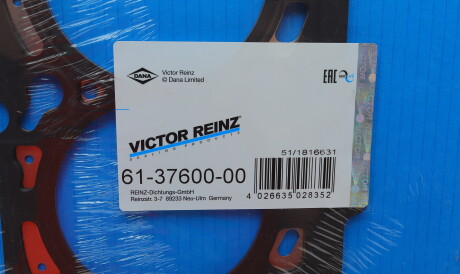 DANA
Victor Reinz
© Dana Limited
EAC
VICTOR REINZ
SEALING PRODUCTS
51/1816631
61-37600-00
REINZ-Dichtungs-GmbH
Reinzstr. 3-7 89233 Neu-Ulm Germany
4 026635 028352